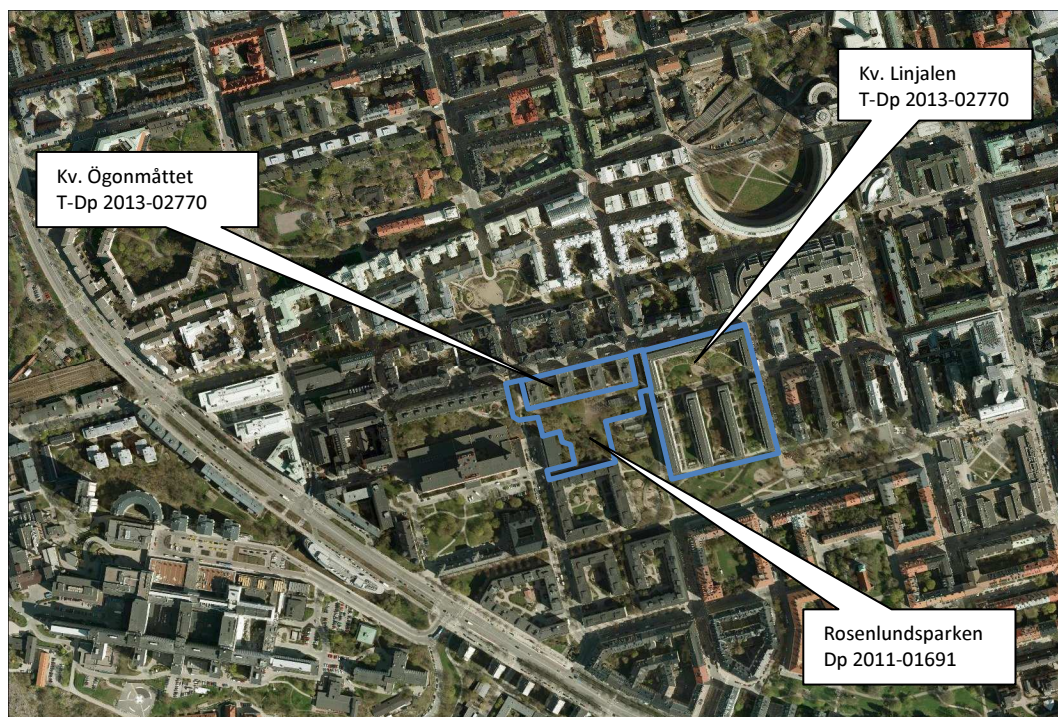 Kv. Linjalen
T-Dp 2013-02770
Kv. Ögonmåttet
T-Dp 2013-02770
Rosenlundsparken
Dp 2011-01691